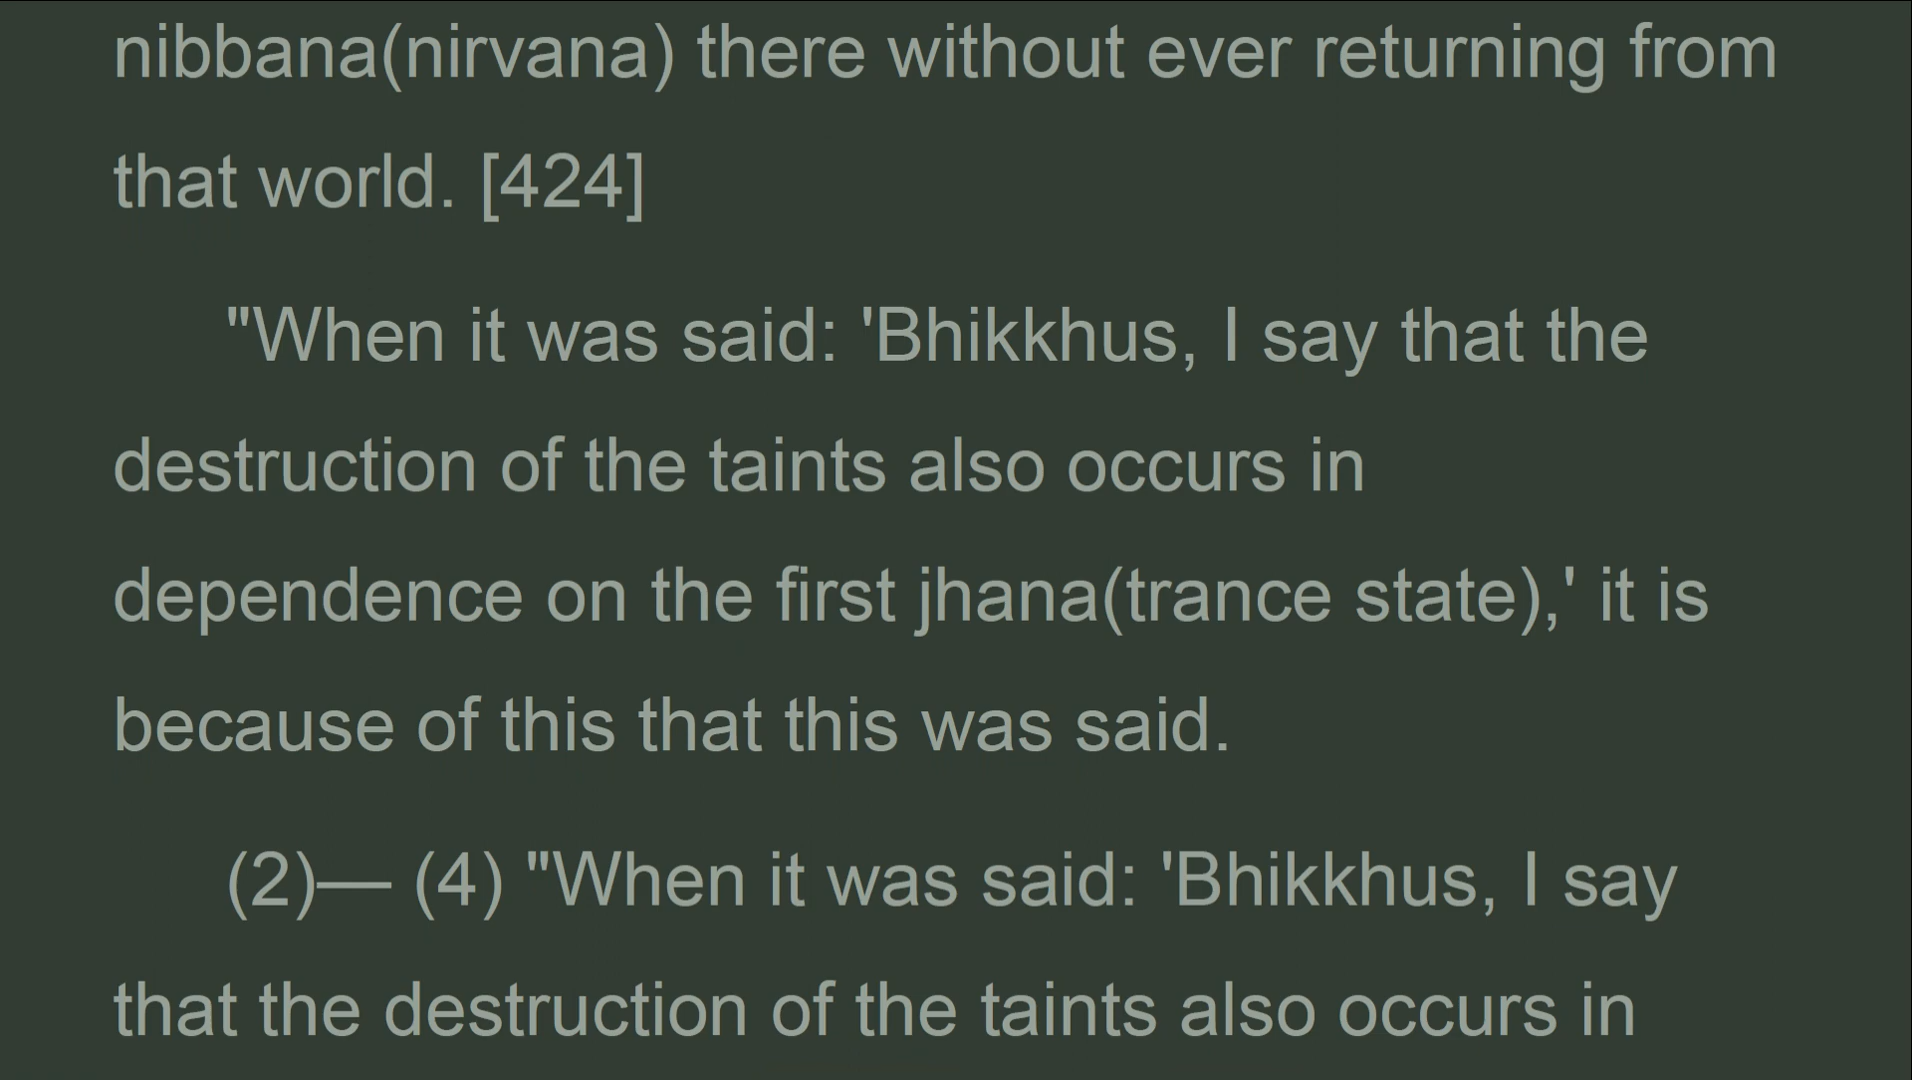 nibbana(nirvana) there without ever returning from
that world. [424]
"When it was said: 'Bhikkhus, I say that the
destruction of the taints also occurs in
dependence on the first jhana(trance state),' it is
because of this that this was said.
(2)— (4) "When it was said: 'Bhikkhus, I say
that the destruction of the taints also occurs in